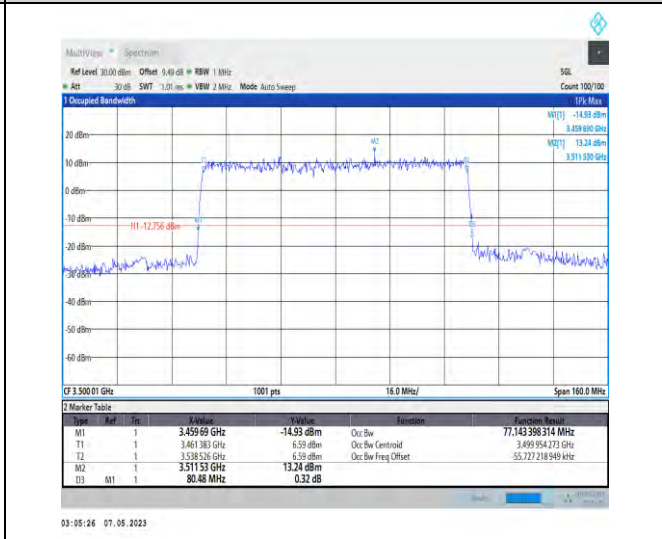 MultiView Spectrum
Ref Level 30.00 dBm Offset 9.49 dB RBW 1 MHz SGL
Att 30 dB SWT 1.01 ms VBW 2 MHz Mode Auto Sweep Count 100/100
1 Occupied Bandwidth 1Pk Max
M1[1] -14.93 dBm
3.459 690 GHz
M2[1] 13.24 dBm
3.511 530 GHz
20 dBm
M2
10 dBm
0 dBm
-10 dBm
M1
D3
H1 -12.756 dBm
-20 dBm
-30 dBm
-40 dBm
-50 dBm
-60 dBm
CF 3.500 01 GHz 1001 pts 16.0 MHz/ Span 160.0 MHz
2 Marker Table
Type Ref Trc X-Value Y-Value Function Function Result
M1 1 3.459 69 GHz -14.93 dBm Occ Bw 77.143 398 314 MHz
T1 1 3.461 383 GHz 6.59 dBm Occ Bw Centroid 3.499 954 273 GHz
T2 1 3.538 526 GHz 6.59 dBm Occ Bw Freq Offset -55.727 218 949 kHz
M2 1 3.511 53 GHz 13.24 dBm
D3 M1 1 80.48 MHz 0.32 dB
03:05:26 07.05.2023